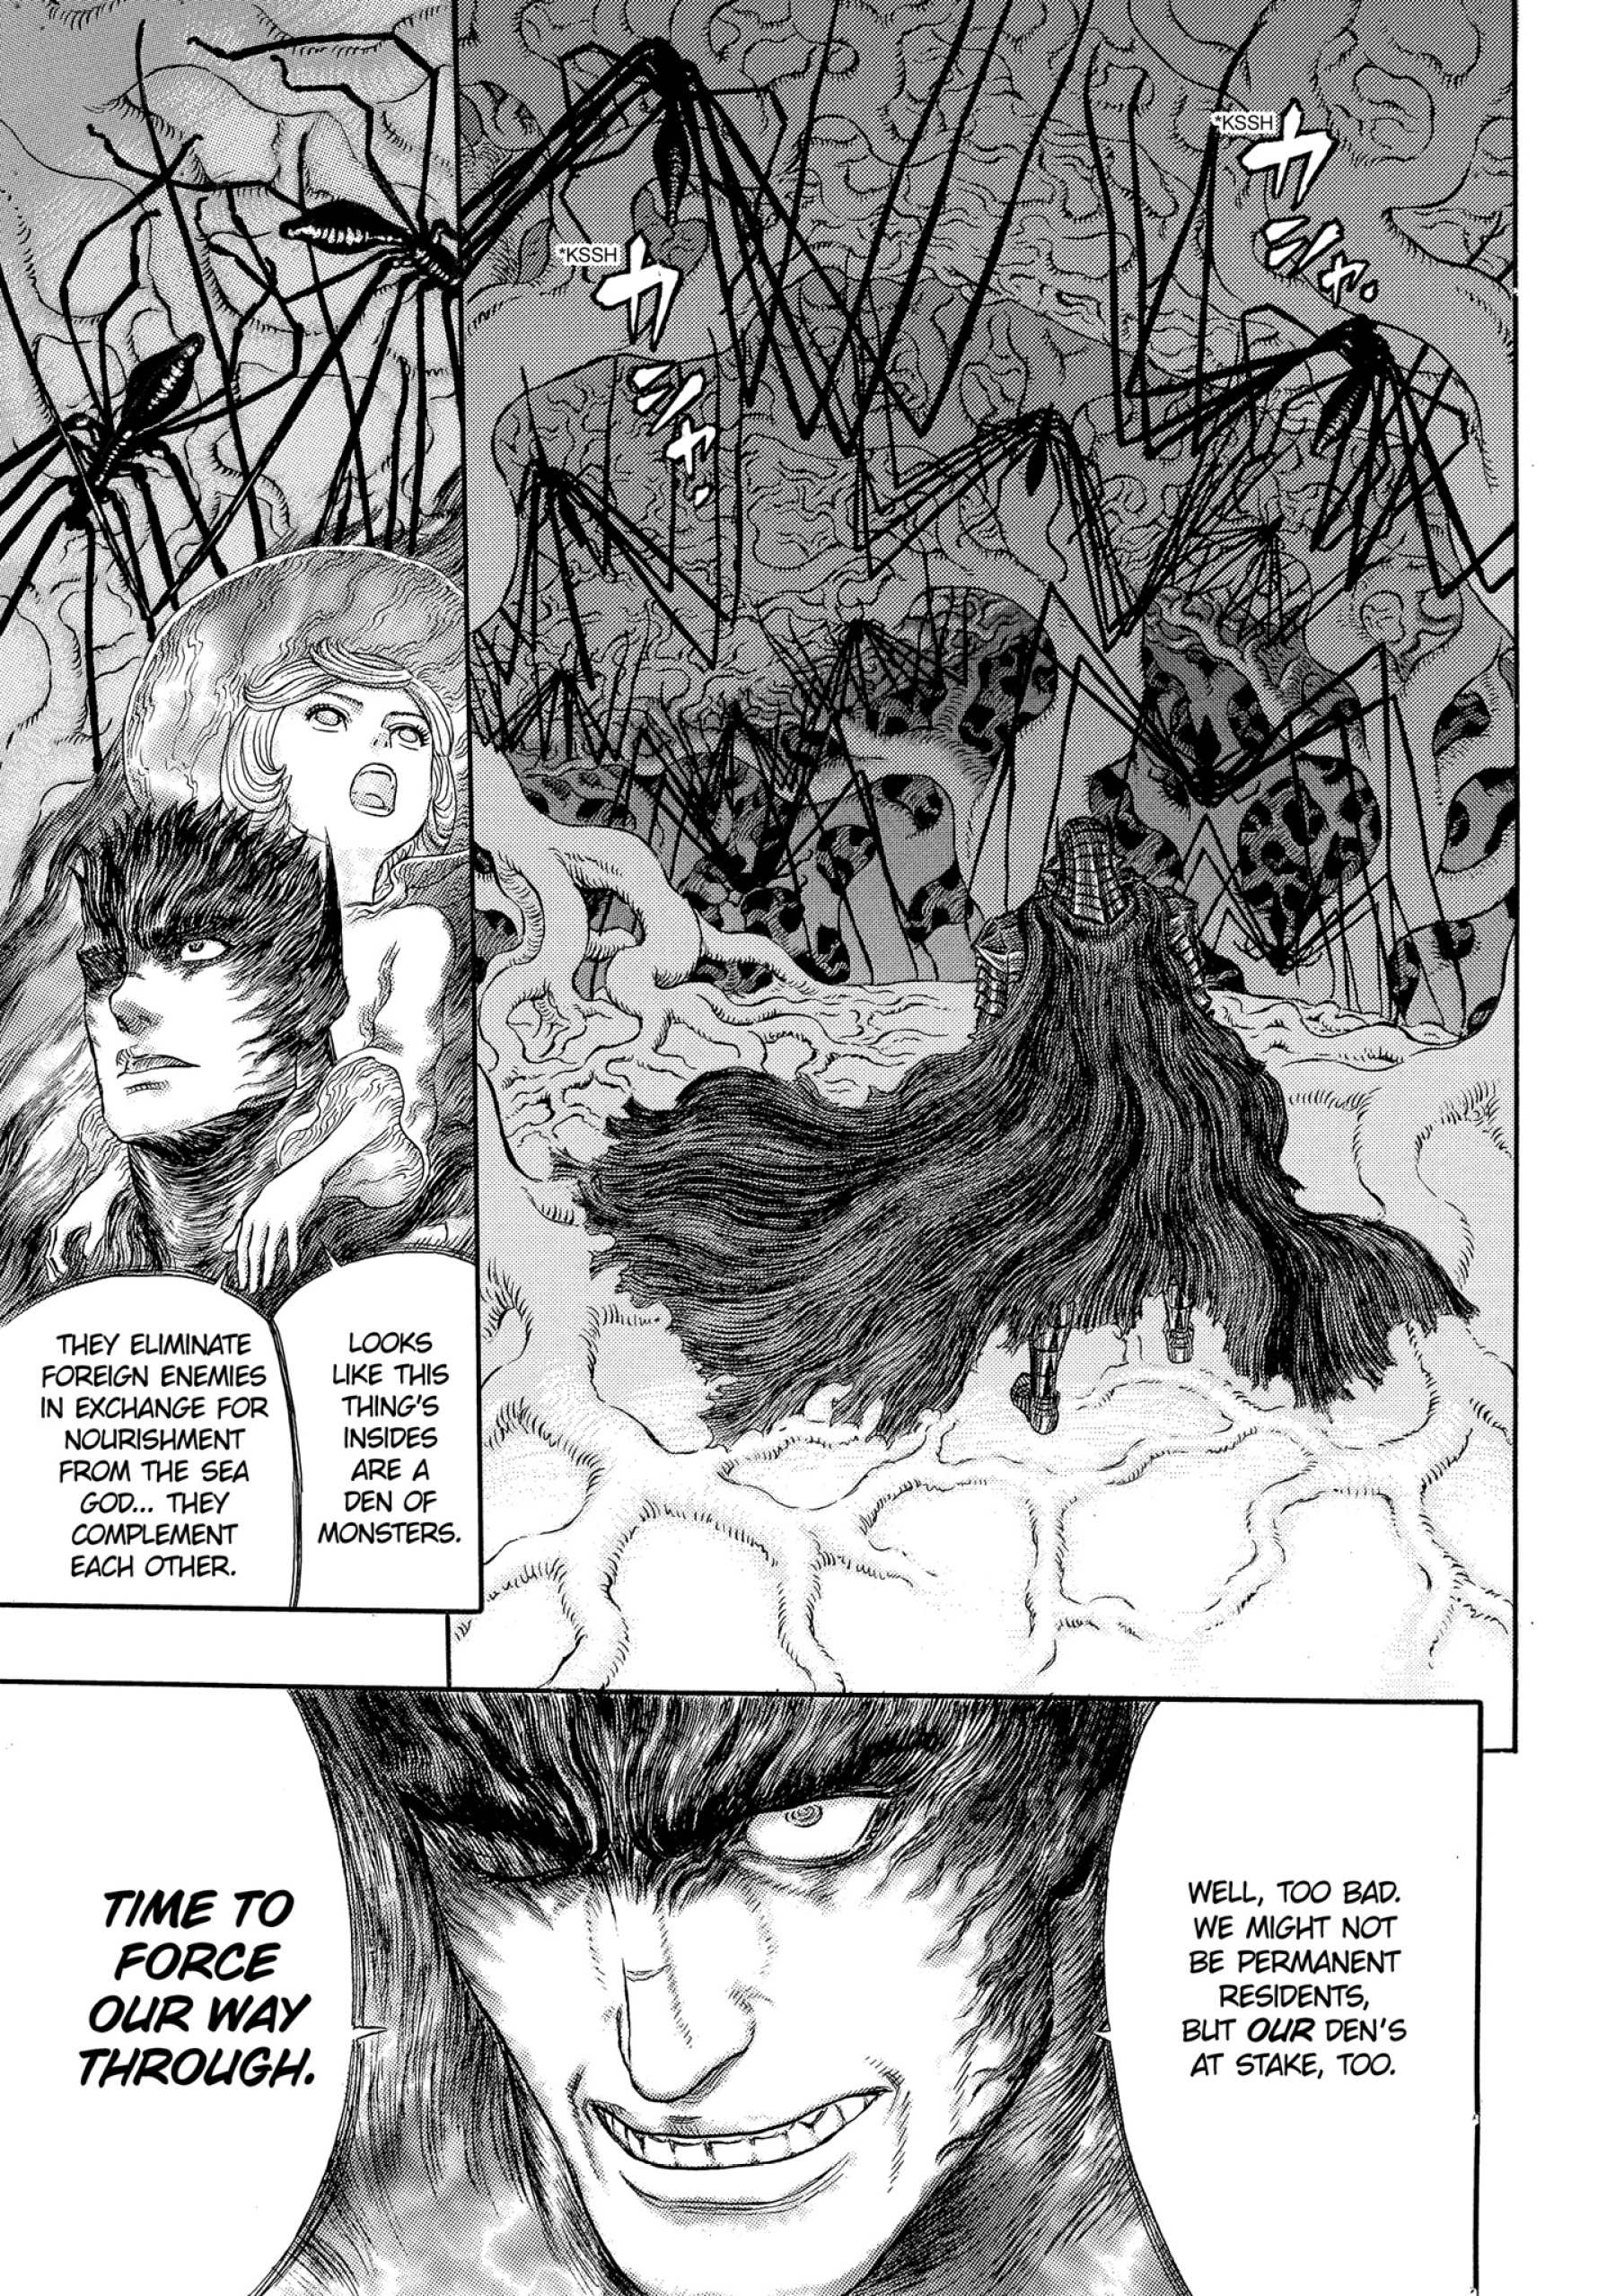 *KSSH
カシャ.
*KSSH
カシャ.
LOOKS
LIKE THIS
THING'S
INSIDES
ARE A
DEN OF
MONSTERS.
THEY ELIMINATE
FOREIGN ENEMIES
IN EXCHANGE FOR
NOURISHMENT
FROM THE SEA
GOD... THEY
COMPLEMENT
EACH OTHER.
WELL, TOO BAD.
WE MIGHT NOT
BE PERMANENT
RESIDENTS,
BUT OUR DEN'S
AT STAKE, TOO.
TIME TO
FORCE
OUR WAY
THROUGH.